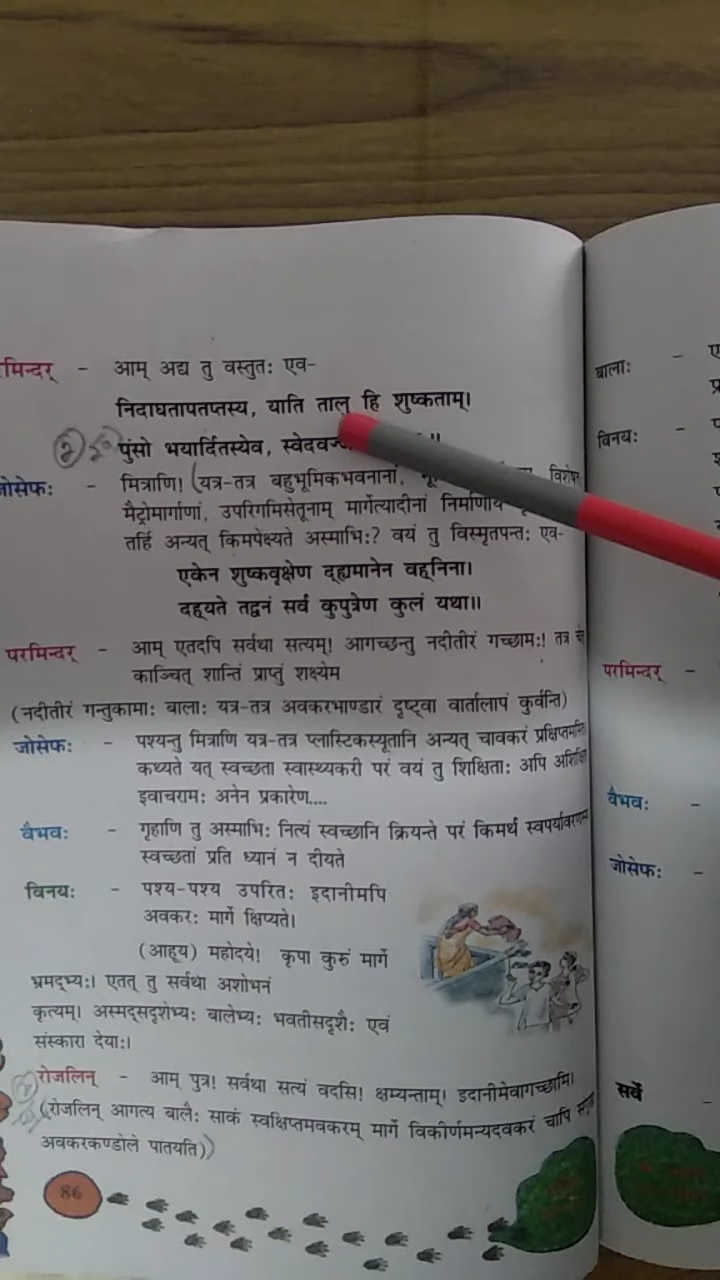 रमिन्दर् - आम् अद्य तु वस्तुतः एव-
निदाघतापतप्तस्य, याति तालु हि शुष्कताम्।
पुंसो भयार्दितस्येव, ॥
जोसेफः - मित्राणि! (यत्र-तत्र बहुभूमिकभवनानां,
मैट्रोमार्गाणां, उपरिगमिसेतूनाम् मार्गेत्यादीनां निर्माणाय
तर्हि अन्यत् किमपेक्ष्यते अस्माभिः? वयं तु विस्मृतवन्तः एव-
एकेन शुष्कवृक्षेण दह्यमानेन वह्निना।
दह्यते तद्वनं सर्वं कुपुत्रेण कुलं यथा॥
परमिन्दर् - आम् एतदपि सर्वथा सत्यम्! आगच्छन्तु नदीतीरं गच्छामः! तत्र
काञ्चित् शान्तिं प्राप्तुं शक्ष्येम
(नदीतीरं गन्तुकामाः बालाः यत्र-तत्र अवकरभाण्डारं दृष्ट्वा वार्तालापं कुर्वन्ति)
जोसेफः - पश्यन्तु मित्राणि यत्र-तत्र प्लास्टिकस्यूतानि अन्यत् चावकरं
कथ्यते यत् स्वच्छता स्वास्थ्यकरी परं वयं तु शिक्षिताः अपि
इवाचरामः अनेन प्रकारेण....
वैभवः - गृहाणि तु अस्माभिः नित्यं स्वच्छानि क्रियन्ते परं किमर्थं
स्वच्छतां प्रति ध्यानं न दीयते
विनयः - पश्य-पश्य उपरितः इदानीमपि
अवकरः मार्गे क्षिप्यते।
(आहूय) महोदये! कृपा कुरुं मार्गे
भ्रमद्भ्यः। एतत् तु सर्वथा अशोभनं
कृत्यम्। अस्मद्सदृशेभ्यः बालेभ्यः भवतीसदृशैः एवं
संस्कारा देयाः।
रोजलिन् - आम् पुत्र! सर्वथा सत्यं वदसि! क्षम्यन्ताम्। इदानीमेवागच्छामि।
(रोजलिन् आगत्य बालैः साकं स्वक्षिप्तमवकरम् मार्गे विकीर्णमन्यदवकरं चापि
अवकरकण्डोले पातयति)
86
बालाः -
विनयः -
परमिन्दर् -
वैभवः -
जोसेफः -
सर्वे -